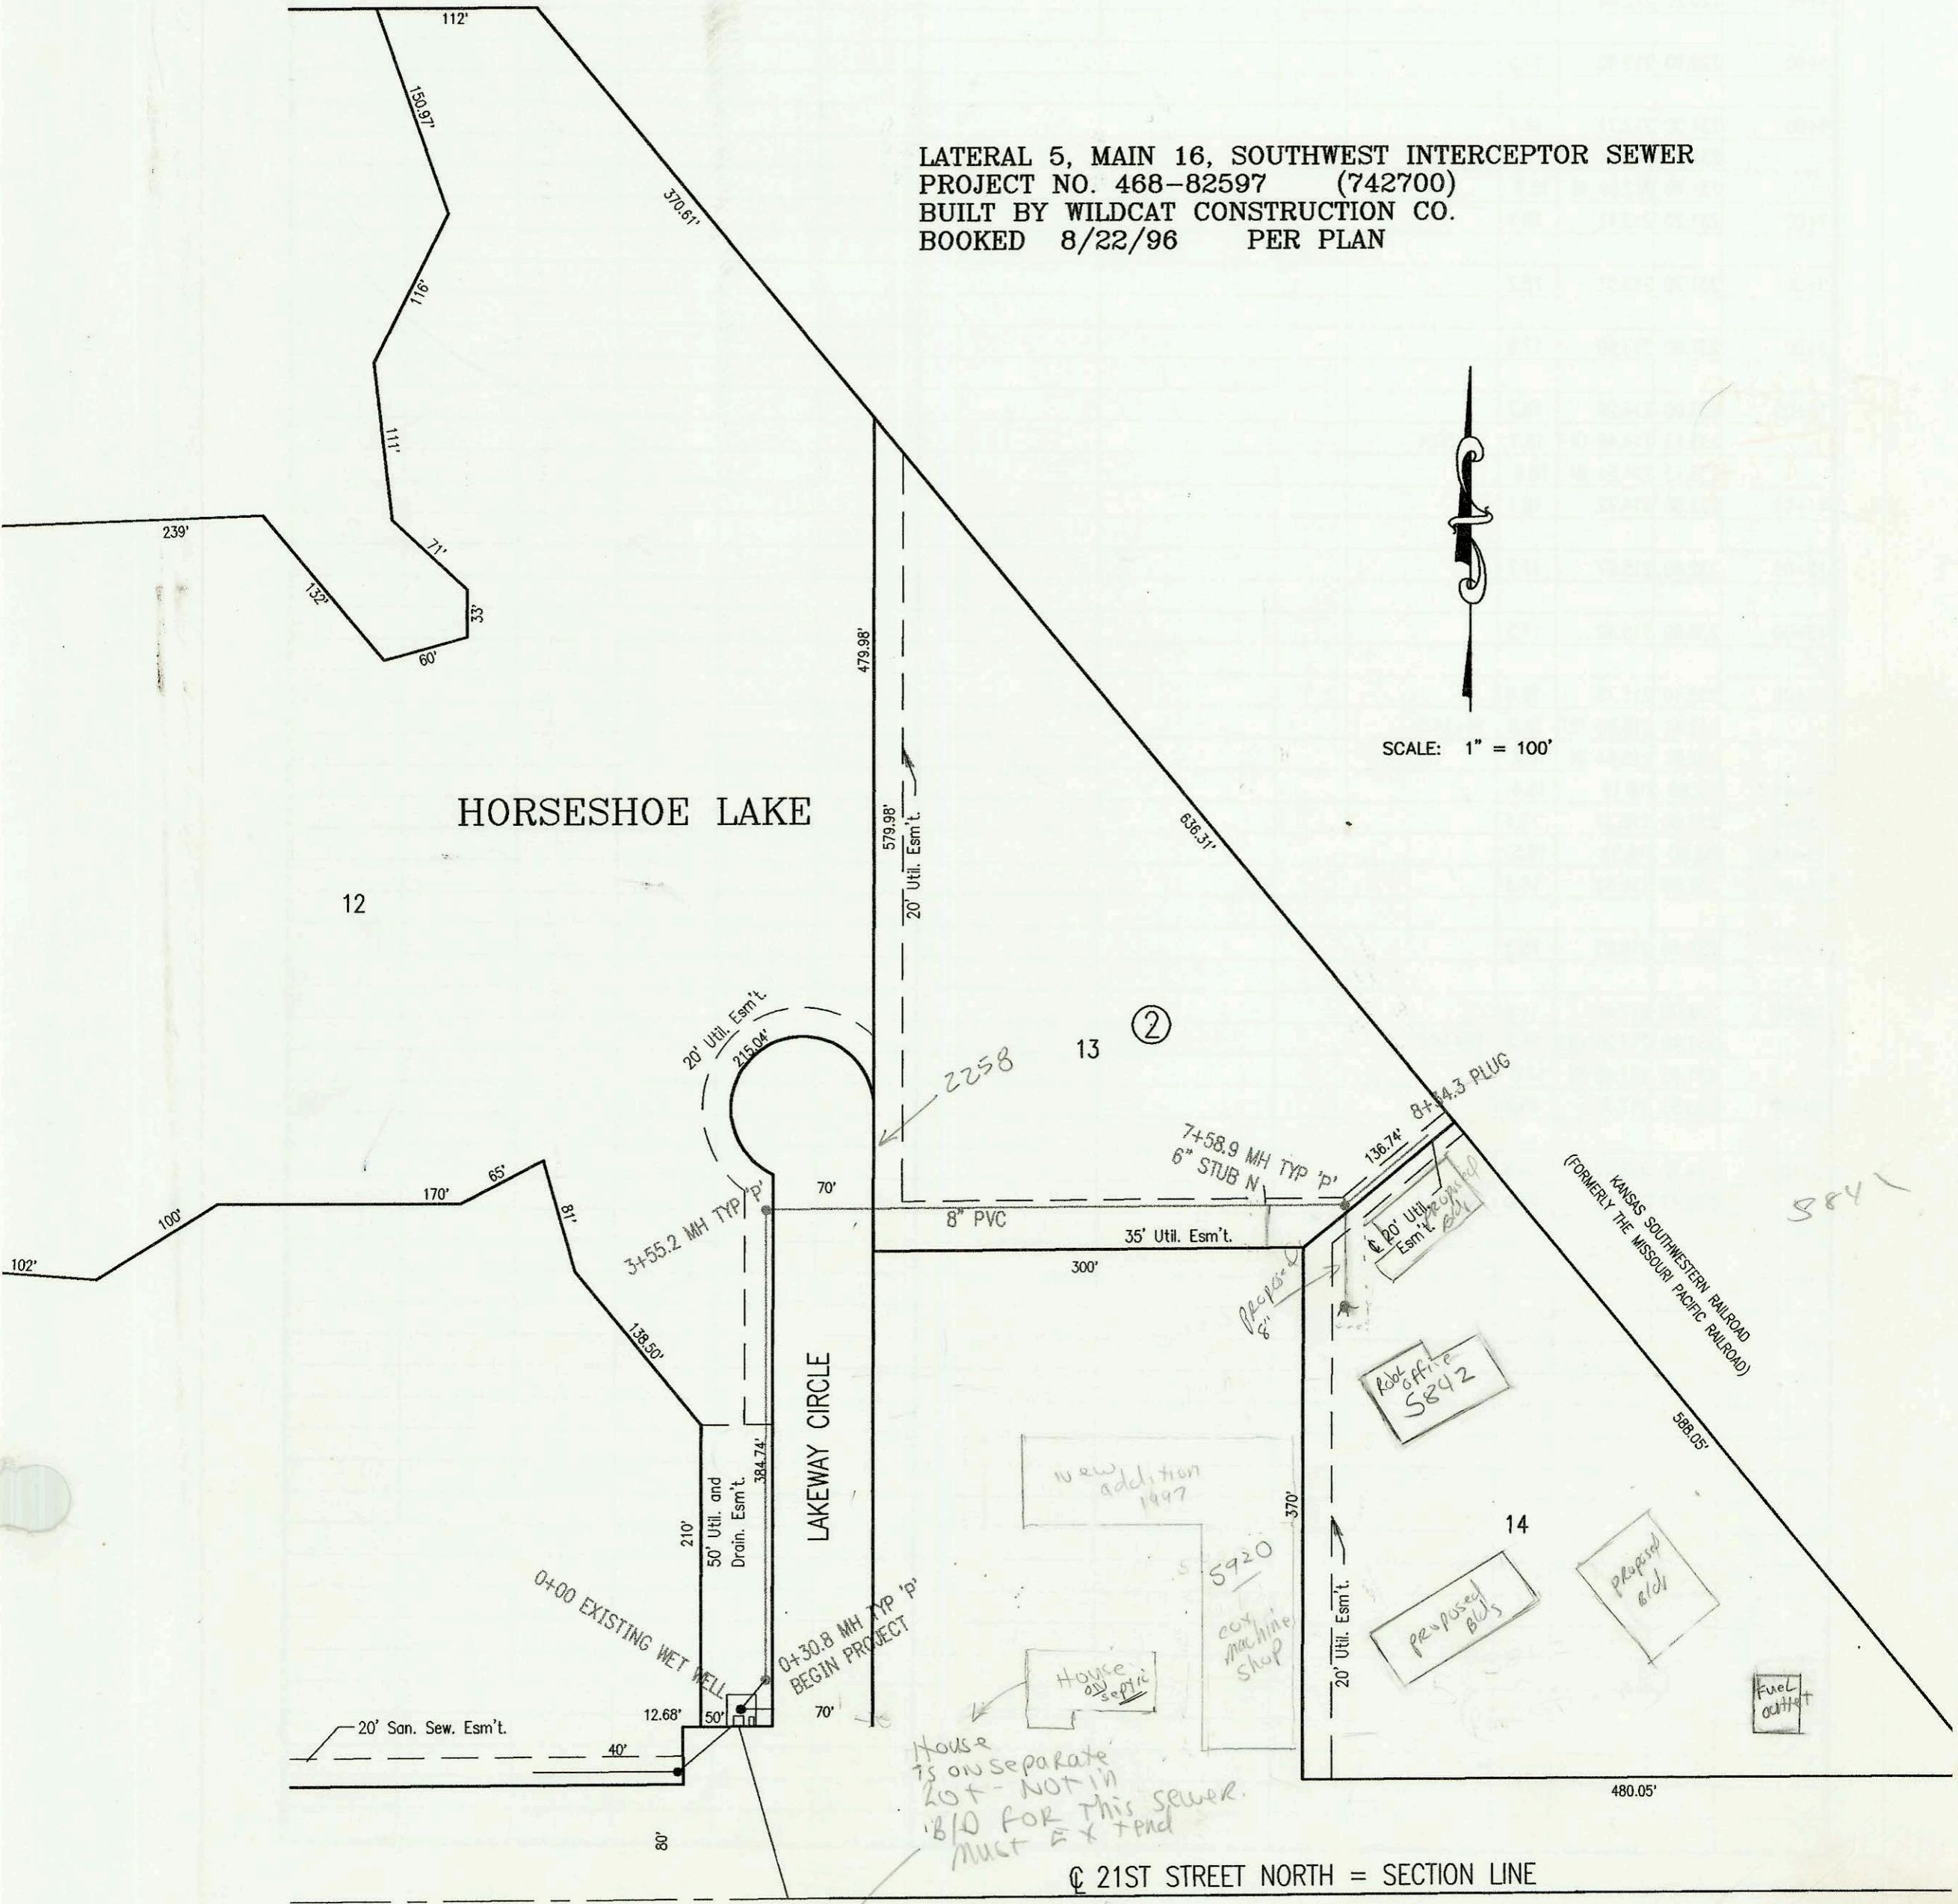 112'
150.97'
370.61'
LATERAL 5, MAIN 16, SOUTHWEST INTERCEPTOR SEWER
PROJECT NO. 468-82597 (742700)
BUILT BY WILDCAT CONSTRUCTION CO.
BOOKED 8/22/96 PER PLAN
116'
111'
239'
71'
132'
33'
60'
479.98'
SCALE: 1" = 100'
HORSESHOE LAKE
579.98'
20' Util. Esm't.
636.31'
12
20' Util. Esm't.
215.04'
13
2
2258
8+34.3 PLUG
7+58.9 MH TYP 'P'
6" STUB N
136.74'
65'
170'
100'
81'
70'
3+55.2 MH TYP 'P'
8" PVC
35' Util. Esm't.
300'
102'
Proposed
8"
℄ 20' Util.
Esm't.
Proposed
Bldg
KANSAS SOUTHWESTERN RAILROAD
(FORMERLY THE MISSOURI PACIFIC RAILROAD)
5841
138.50'
LAKEWAY CIRCLE
384.74'
Office
5842
588.05'
New
addition
1997
370'
14
210'
50' Util. and
Drain. Esm't.
5920
cox
machine
shop
Proposed
Bldg
Proposed
Bldg
20' Util. Esm't.
0+00 EXISTING WET WELL
0+30.8 MH TYP 'P'
BEGIN PROJECT
House
on septic
Fuel
outlet
12.68'
50'
70'
20' San. Sew. Esm't.
40'
House
is on separate
Lot - Not in
B/D FOR This sewer.
Must Extend
480.05'
80'
℄ 21ST STREET NORTH = SECTION LINE